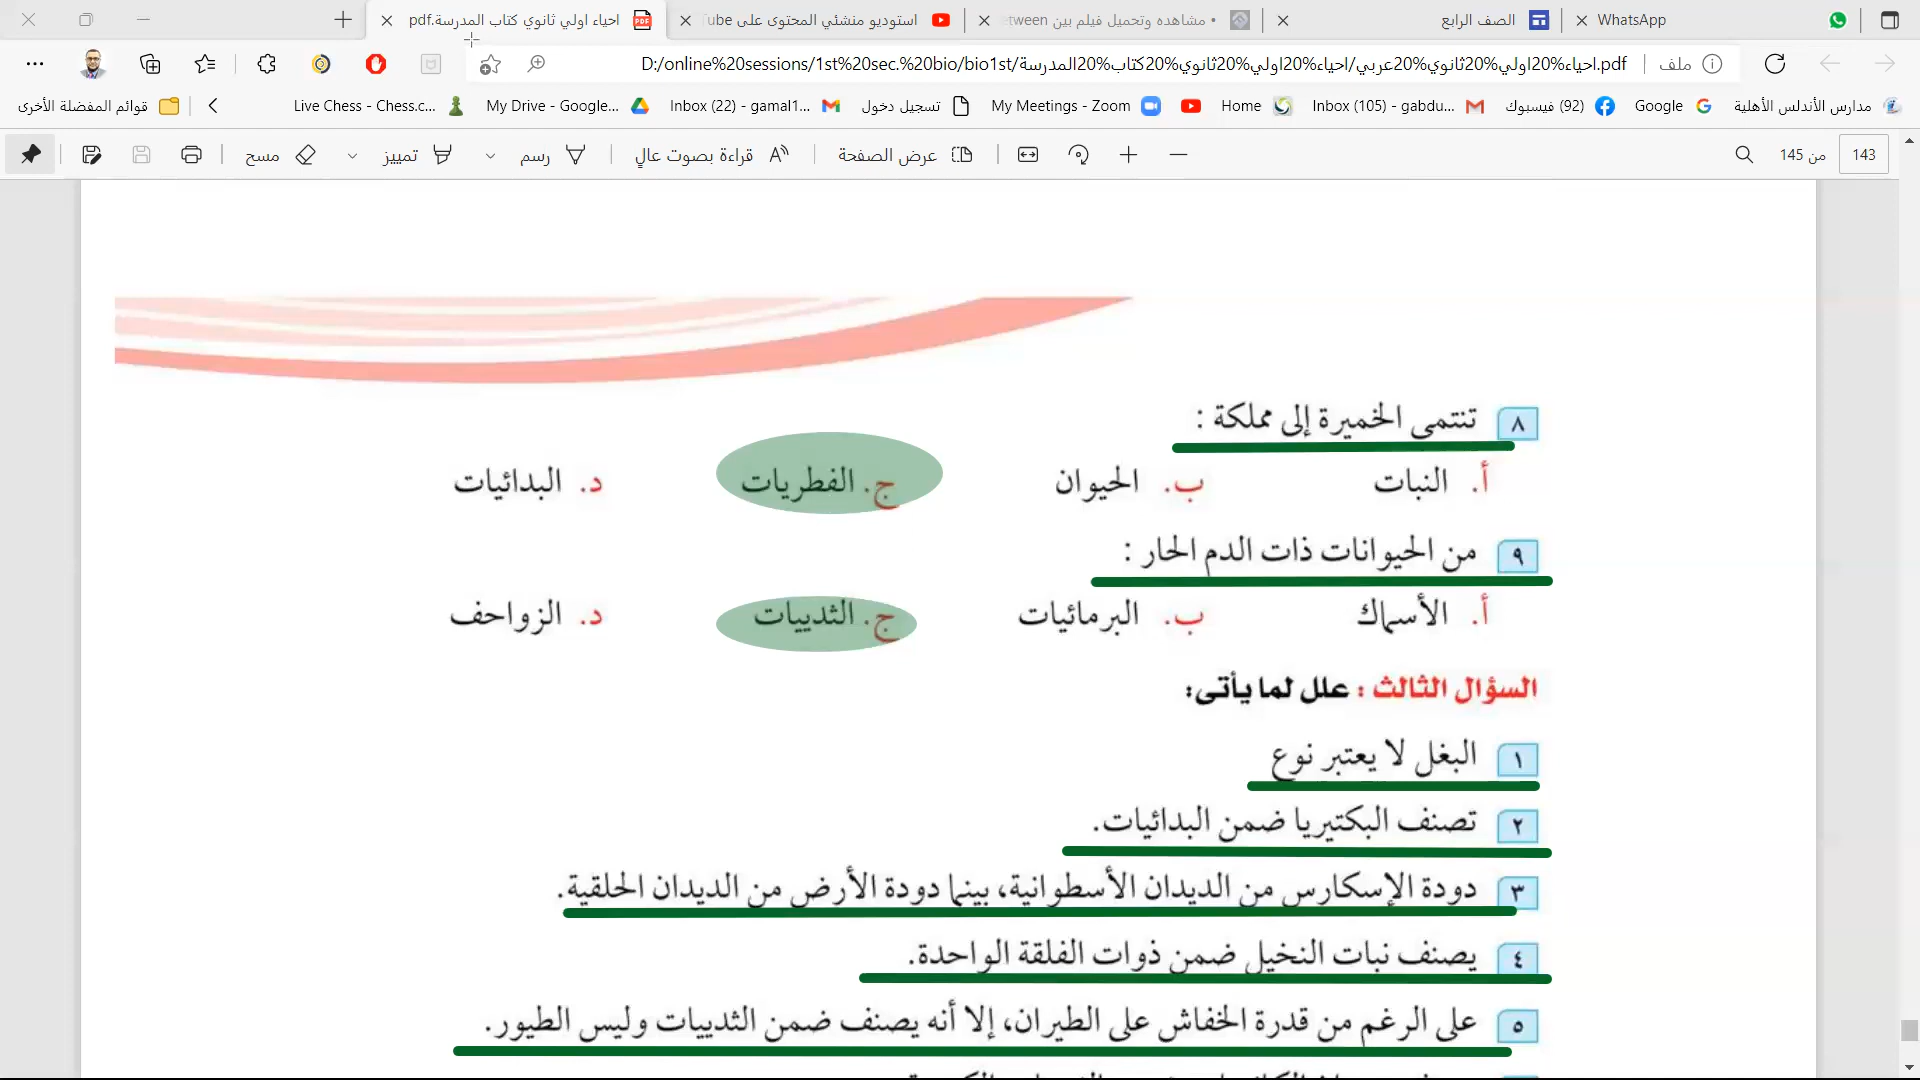 احياء اولي ثانوي كتاب المدرسة.pdf
استوديو منشئي المحتوى على
مشاهده وتحميل فيلم بين
الصف الرابع
WhatsApp
D:/online%20sessions/1st%20sec.%20bio/bio1st/احياء%20اولي%20ثانوي%20عربي/احياء%20اولي%20ثانوي%20كتاب%20المدرسة.pdf
ملف
مدارس الأندلس الأهلية
Google
(92) فيسبوك
Inbox (105) - gabdu...
Home
My Meetings - Zoom
تسجيل دخول
Inbox (22) - gamal1...
My Drive - Google...
Live Chess - Chess.c...
قوائم المفضلة الأخرى
143
من 145
عرض الصفحة
قراءة بصوت عالٍ
رسم
تمييز
مسح
٨ تنتمى الخميرة إلى مملكة :
أ. النبات ب. الحيوان ج. الفطريات د. البدائيات
٩ من الحيوانات ذات الدم الحار :
أ. الأسماك ب. البرمائيات ج. الثدييات د. الزواحف
السؤال الثالث : علل لما يأتى:
١ البغل لا يعتبر نوع
٢ تصنف البكتيريا ضمن البدائيات.
٣ دودة الإسكارس من الديدان الأسطوانية، بينما دودة الأرض من الديدان الحلقية.
٤ يصنف نبات النخيل ضمن ذوات الفلقة الواحدة.
٥ على الرغم من قدرة الخفاش على الطيران، إلا أنه يصنف ضمن الثدييات وليس الطيور.